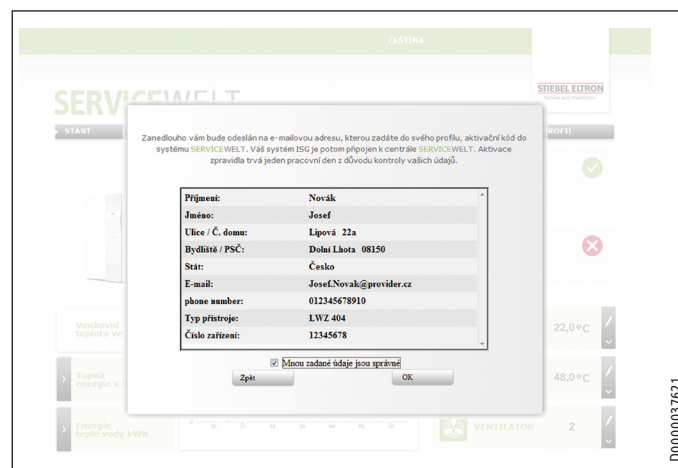 ČEŠTINA
STIEBEL ELTRON
SERVICEWELT
START
PROFIL
Zanedlouho vám bude odeslán na e-mailovou adresu, kterou zadáte do svého profilu, aktivační kód do
systému SERVICEWELT. Váš systém ISG je potom připojen k centrále SERVICEWELT. Aktivace
zpravidla trvá jeden pracovní den z důvodu kontroly vašich údajů.
Příjmení: Novák
Jméno: Josef
Ulice / Č. domu: Lipová 22a
Bydliště / PSČ: Dolní Lhota 08150
Stát: Česko
E-mail: Josef.Novak@provider.cz
phone number: 012345678910
Typ přístroje: LWZ 404
Číslo zařízení: 12345678
Mnou zadané údaje jsou správné
Zpět OK
Venkovní
teplota ve
22,0 °C
Topná
energie v
48,0 °C
Energie
teplé vody kWh
VENTILATOR 2
D0000037621